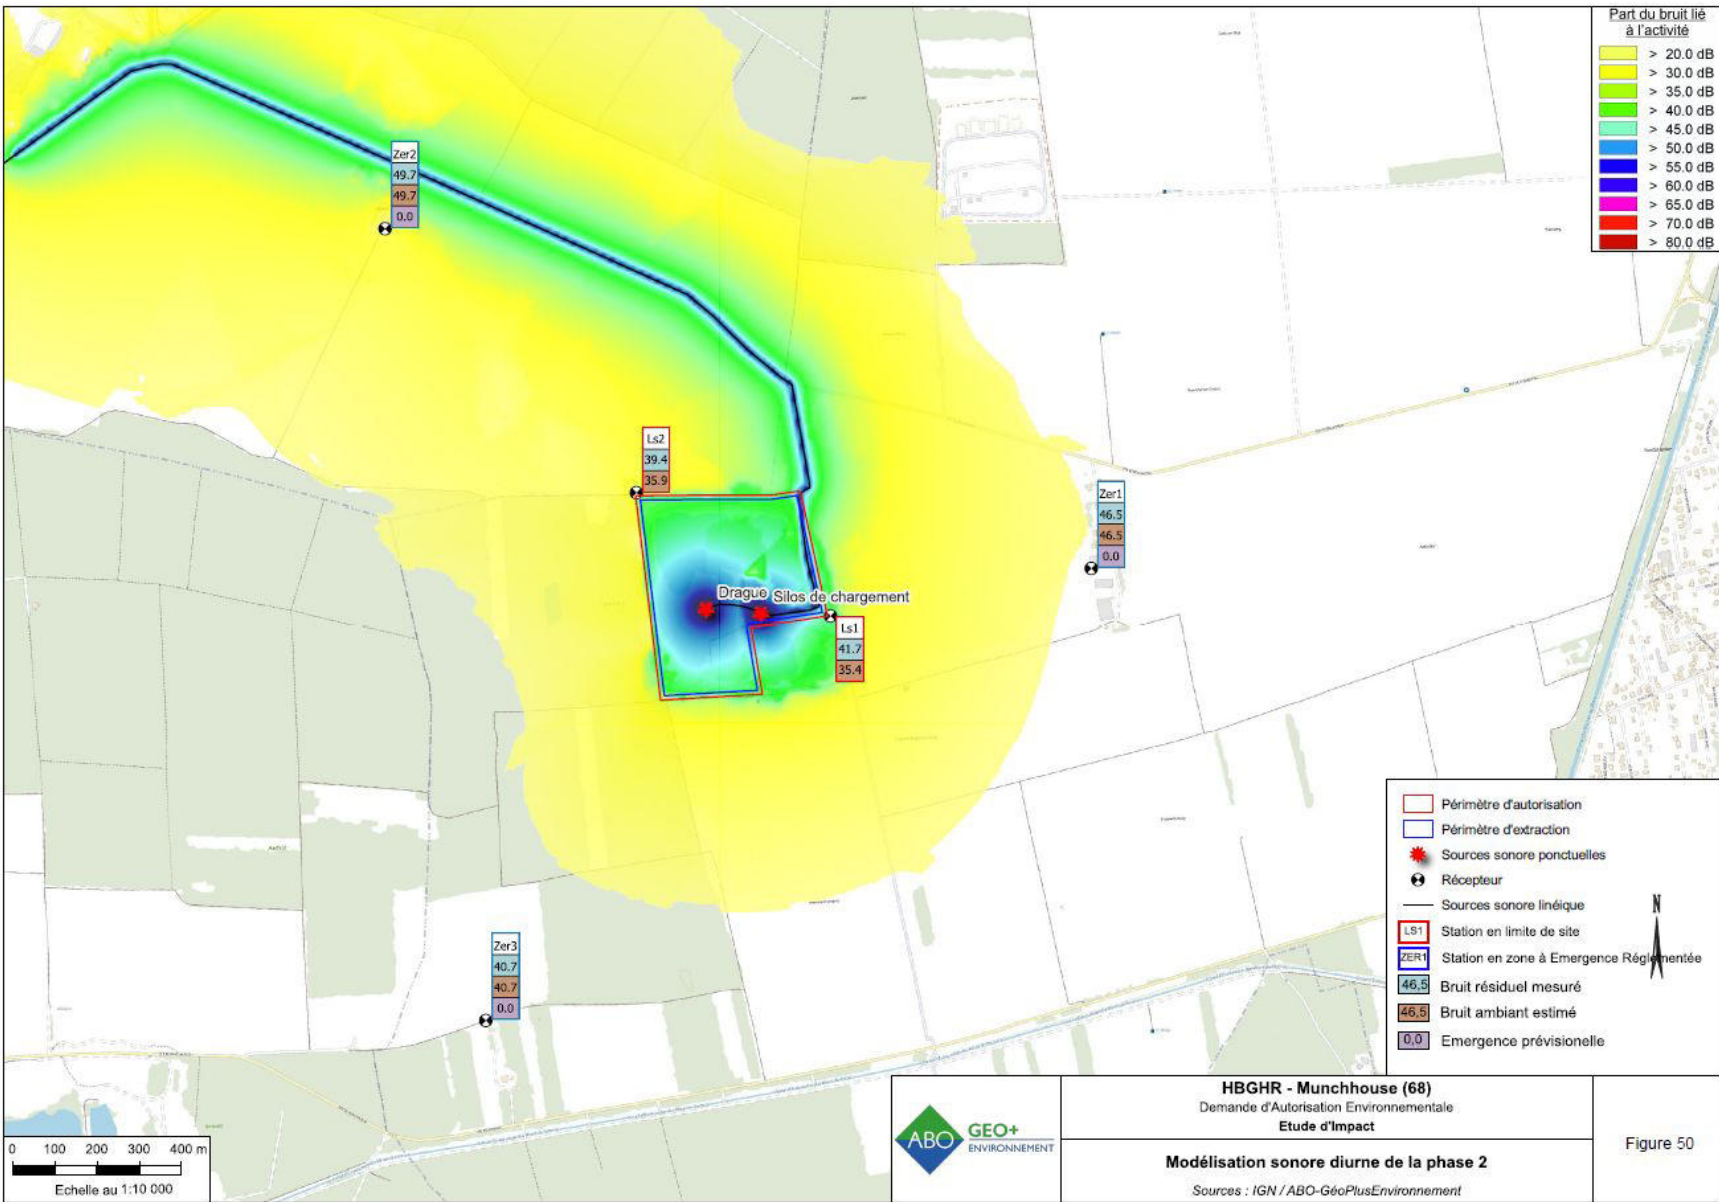 Part du bruit lié
à l'activité
> 20.0 dB
> 30.0 dB
> 35.0 dB
> 40.0 dB
> 45.0 dB
> 50.0 dB
> 55.0 dB
> 60.0 dB
> 65.0 dB
> 70.0 dB
> 80.0 dB
Zer2
49.7
49.7
0.0
Ls2
39.4
35.9
Zer1
46.5
46.5
0.0
Drague
Silos de chargement
Ls1
41.7
35.4
Zer3
40.7
40.7
0.0
Périmètre d'autorisation
Périmètre d'extraction
Sources sonore ponctuelles
Récepteur
Sources sonore linéique
LS1 Station en limite de site
ZER1 Station en zone à Emergence Réglementée
46,5 Bruit résiduel mesuré
46,5 Bruit ambiant estimé
0,0 Emergence prévisionelle
N
0 100 200 300 400 m
Echelle au 1:10 000
ABO
GEO+
ENVIRONNEMENT
HBGHR - Munchhouse (68)
Demande d'Autorisation Environnementale
Etude d'Impact
Modélisation sonore diurne de la phase 2
Sources : IGN / ABO-GéoPlusEnvironnement
Figure 50